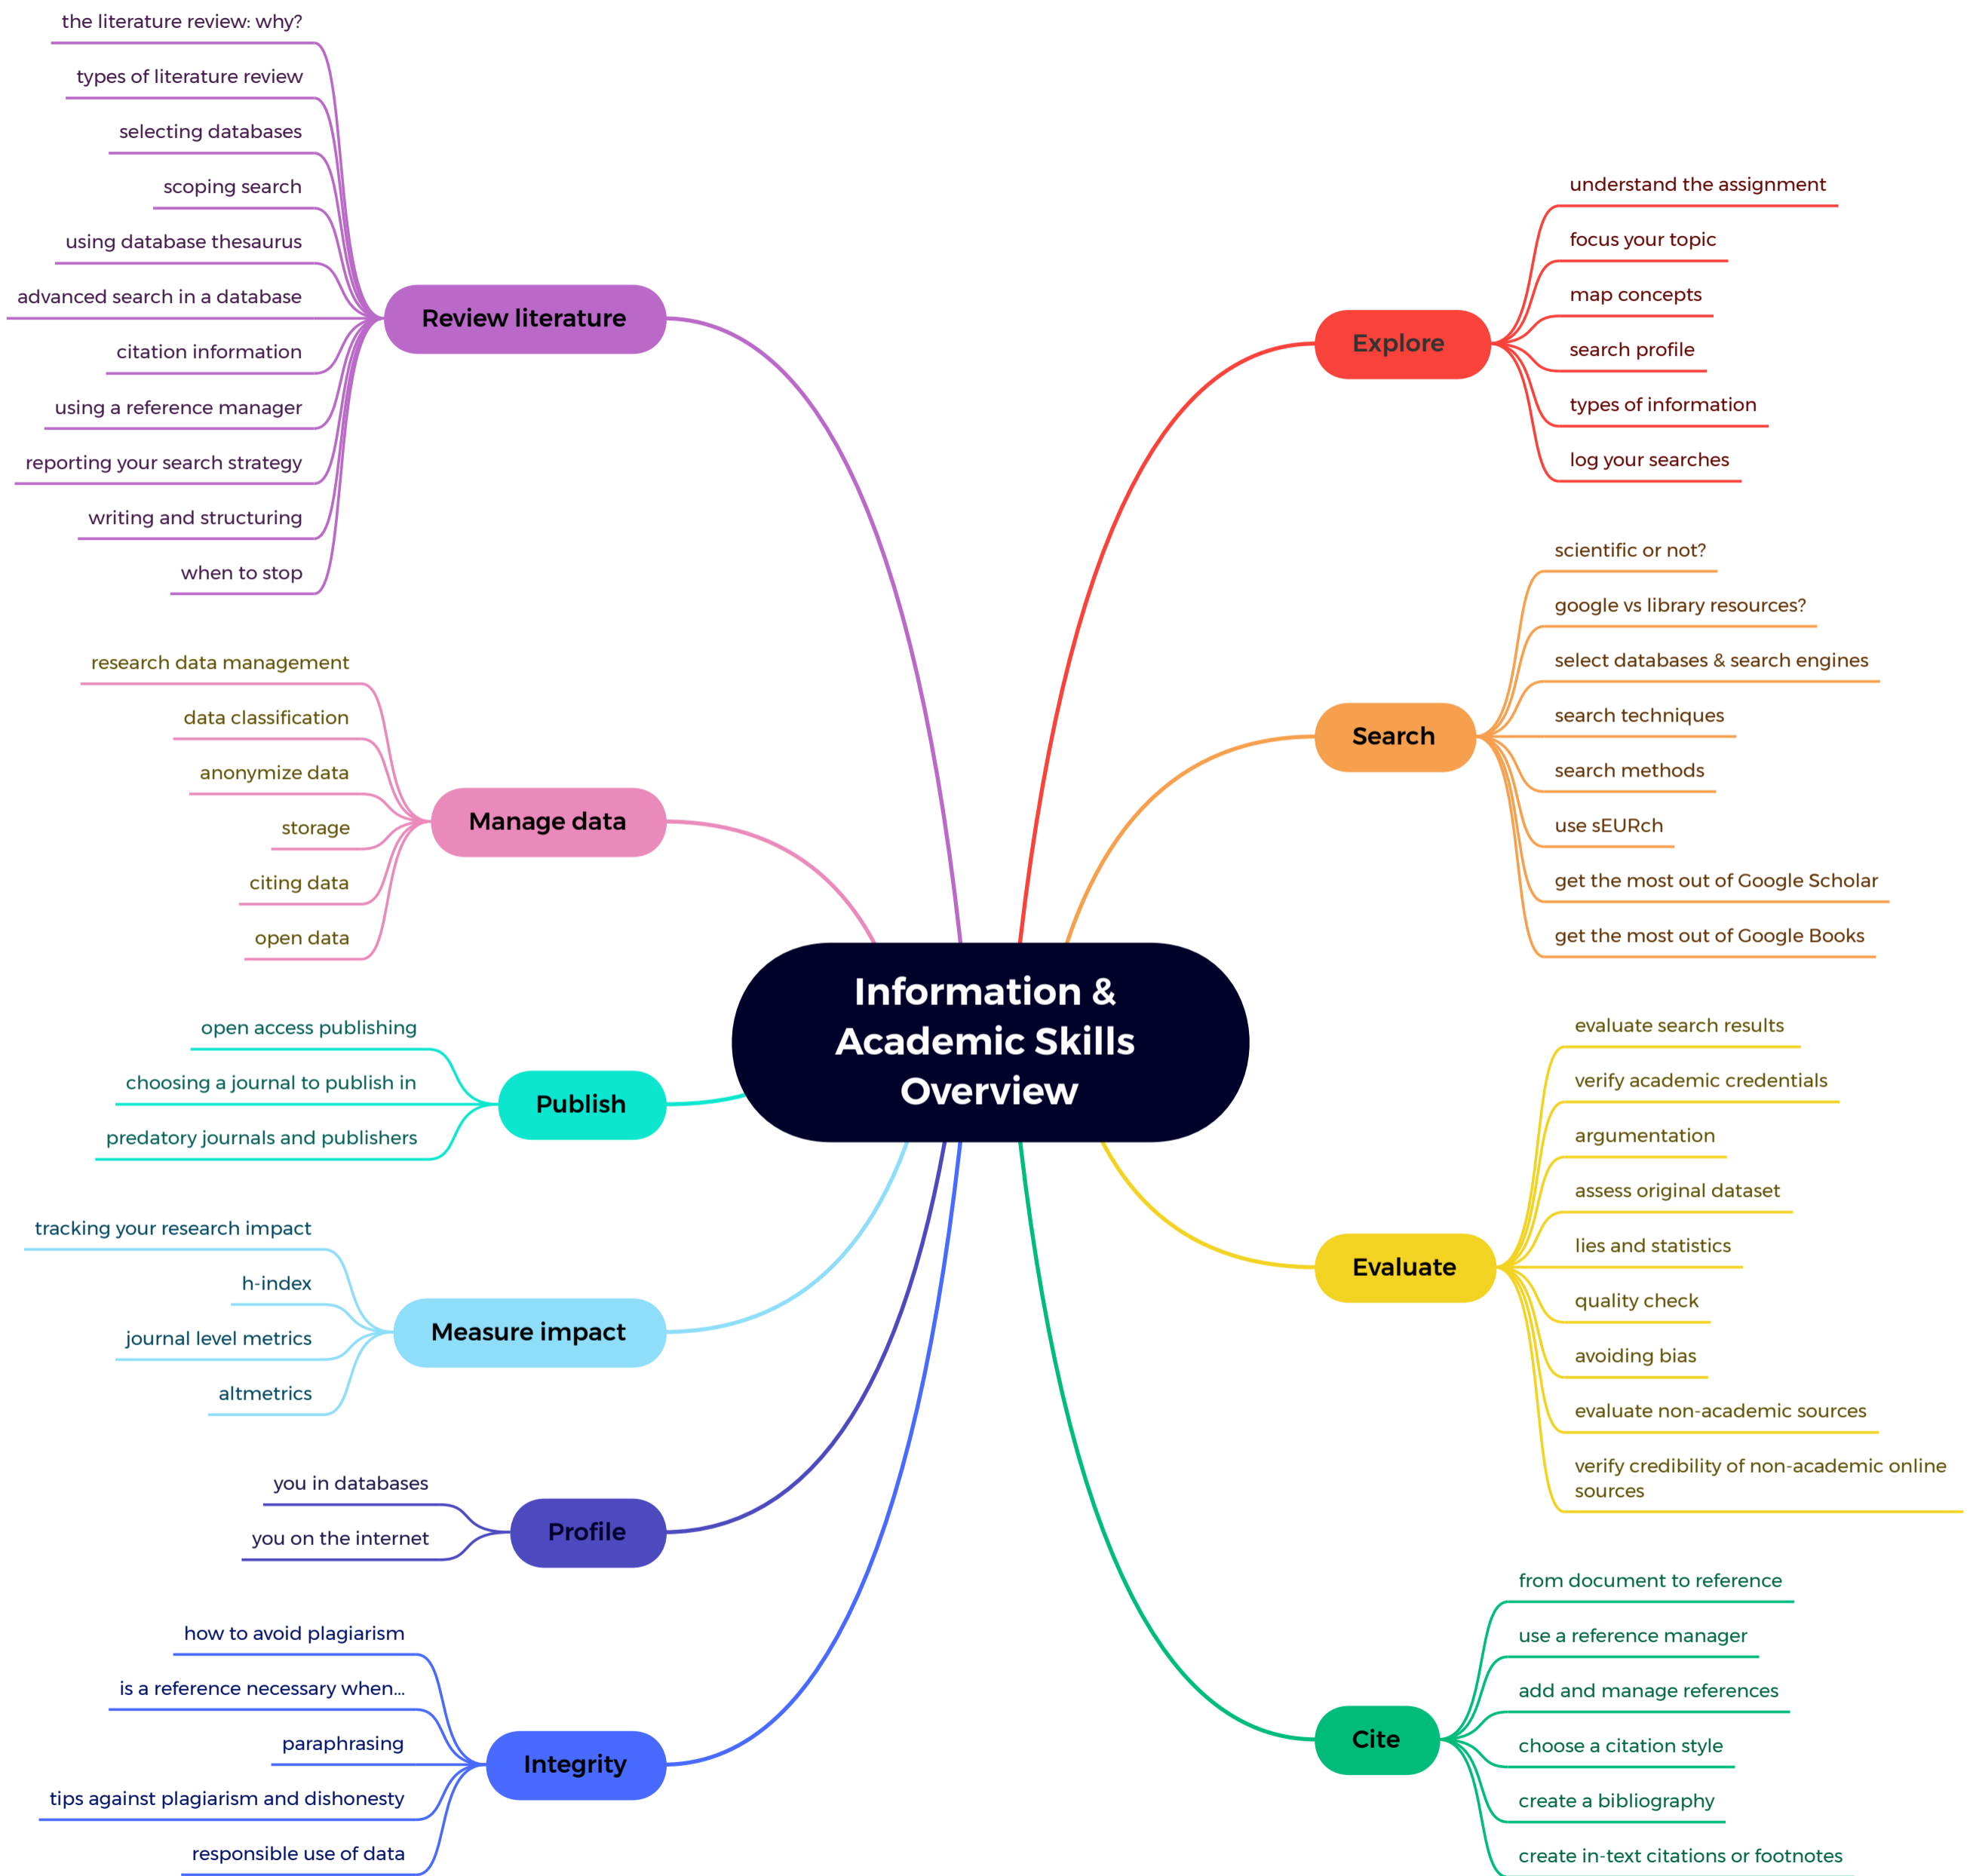 Information &
Academic Skills
Overview
Explore
understand the assignment
focus your topic
map concepts
search profile
types of information
log your searches
Search
scientific or not?
google vs library resources?
select databases & search engines
search techniques
search methods
use sEURch
get the most out of Google Scholar
get the most out of Google Books
Evaluate
evaluate search results
verify academic credentials
argumentation
assess original dataset
lies and statistics
quality check
avoiding bias
evaluate non-academic sources
verify credibility of non-academic online
sources
Cite
from document to reference
use a reference manager
add and manage references
choose a citation style
create a bibliography
create in-text citations or footnotes
Review literature
the literature review: why?
types of literature review
selecting databases
scoping search
using database thesaurus
advanced search in a database
citation information
using a reference manager
reporting your search strategy
writing and structuring
when to stop
Manage data
research data management
data classification
anonymize data
storage
citing data
open data
Publish
open access publishing
choosing a journal to publish in
predatory journals and publishers
Measure impact
tracking your research impact
h-index
journal level metrics
altmetrics
Profile
you in databases
you on the internet
Integrity
how to avoid plagiarism
is a reference necessary when...
paraphrasing
tips against plagiarism and dishonesty
responsible use of data